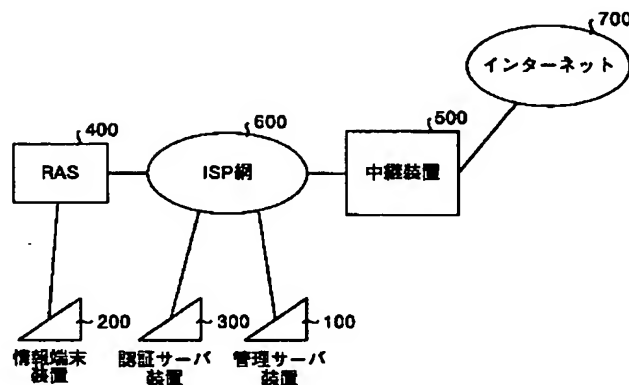 700
インターネット
400
600
500
RAS
ISP網
中継装置
200
300
100
情報端末
装置
認証サーバ
装置
管理サーバ
装置